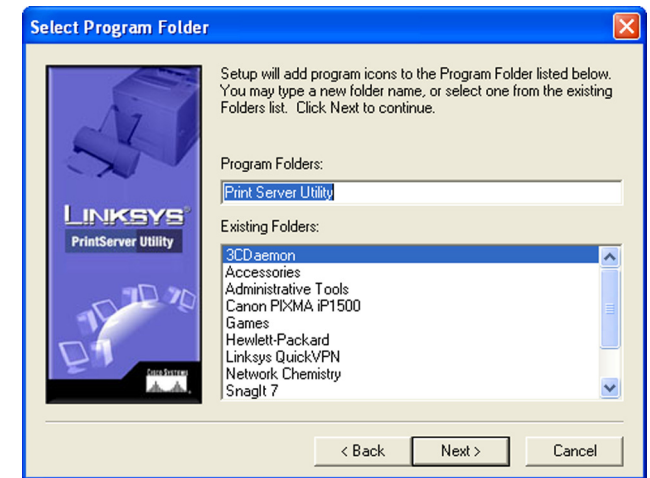 Select Program Folder
Setup will add program icons to the Program Folder listed below.
You may type a new folder name, or select one from the existing
Folders list.  Click Next to continue.
Program Folders:
Print Server Utility
LINKSYS®
PrintServer Utility
Existing Folders:
3CDaemon
Accessories
Administrative Tools
Canon PIXMA iP1500
Games
Hewlett-Packard
Linksys QuickVPN
Network Chemistry
SnagIt 7
CISCO SYSTEMS
< Back
Next >
Cancel